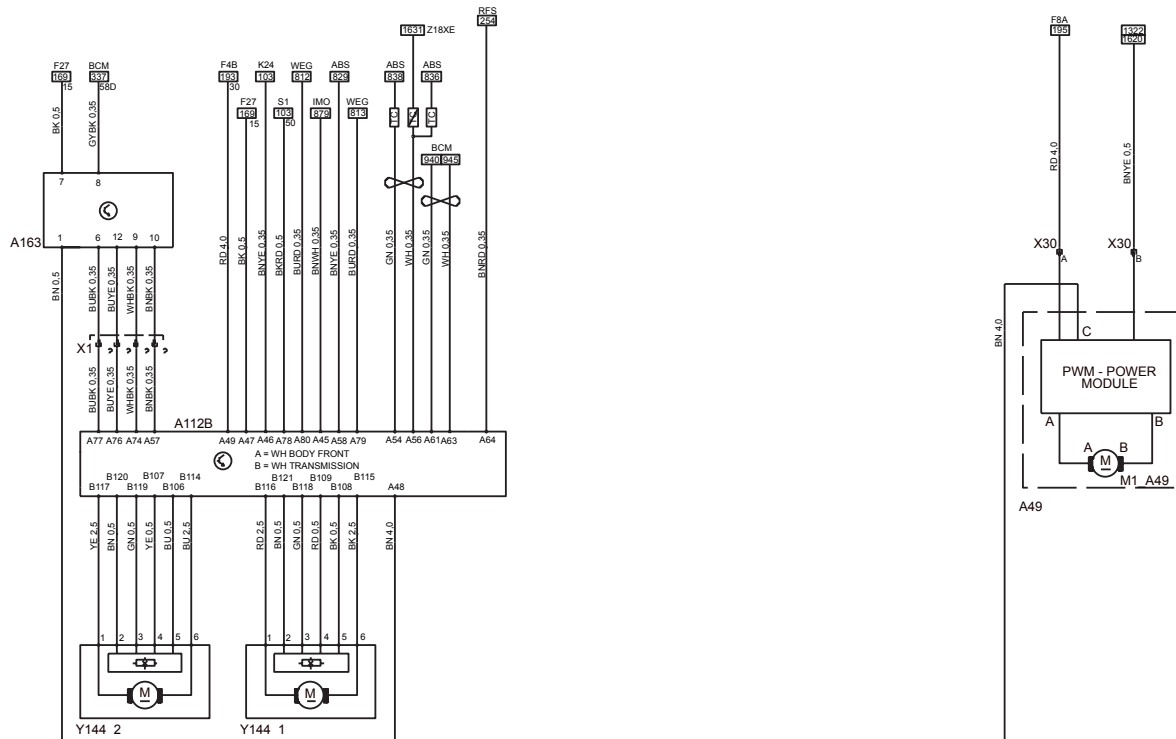 RFS
254
F8A
195
1322
1620
1631 Z18XE
F27
169
15
BCM
337
58D
F4B
193
30
K24
103
WEG
812
ABS
829
ABS
838
ABS
836
F27
169
15
S1
103
50
IMO
879
WEG
813
TC
TC
TC
BCM
940 945
BK 0,5
GYBK 0,35
RD 4,0
BNYE 0,5
7 8
A163
1 6 12 9 10
X30
A
X30
B
BN 0,5
BUBK 0,35
BUYE 0,35
WHBK 0,35
BNBK 0,35
RD 4,0
BK 0,5
BNYE 0,35
BKRD 0,5
BURD 0,35
BNWH 0,35
BNYE 0,35
BURD 0,35
GN 0,35
WH 0,35
GN 0,35
WH 0,35
BNRD 0,35
BN 4,0
C
X1
PWM - POWER
MODULE
BUBK 0,35
BUYE 0,35
WHBK 0,35
BNBK 0,35
A B
A112B
A77 A76 A74 A57 A49 A47 A46 A78 A80 A45 A58 A79 A54 A56 A61 A63 A64
A = WH BODY FRONT
B = WH TRANSMISSION
A M B
M1_A49
A49
B120 B107 B114 B121 B109 B115
B117 B119 B106 B116 B118 B108 A48
YE 2,5
BN 0,5
GN 0,5
YE 0,5
BU 0,5
BU 2,5
RD 2,5
BN 0,5
GN 0,5
RD 0,5
BK 0,5
BK 2,5
BN 4,0
1 2 3 4 5 6
1 2 3 4 5 6
M
M
Y144_2
Y144_1